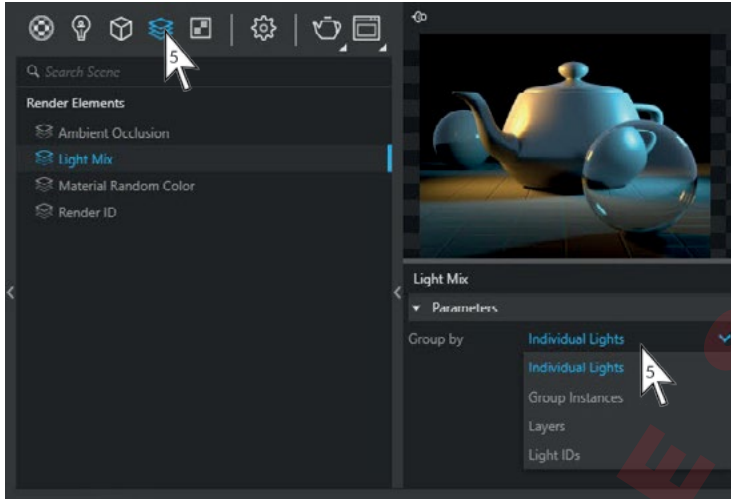 5
Search Scene
Render Elements
Ambient Occlusion
Light Mix
Material Random Color
Render ID
Light Mix
Parameters
Group by Individual Lights
Individual Lights
5
Group Instances
Layers
Light IDs